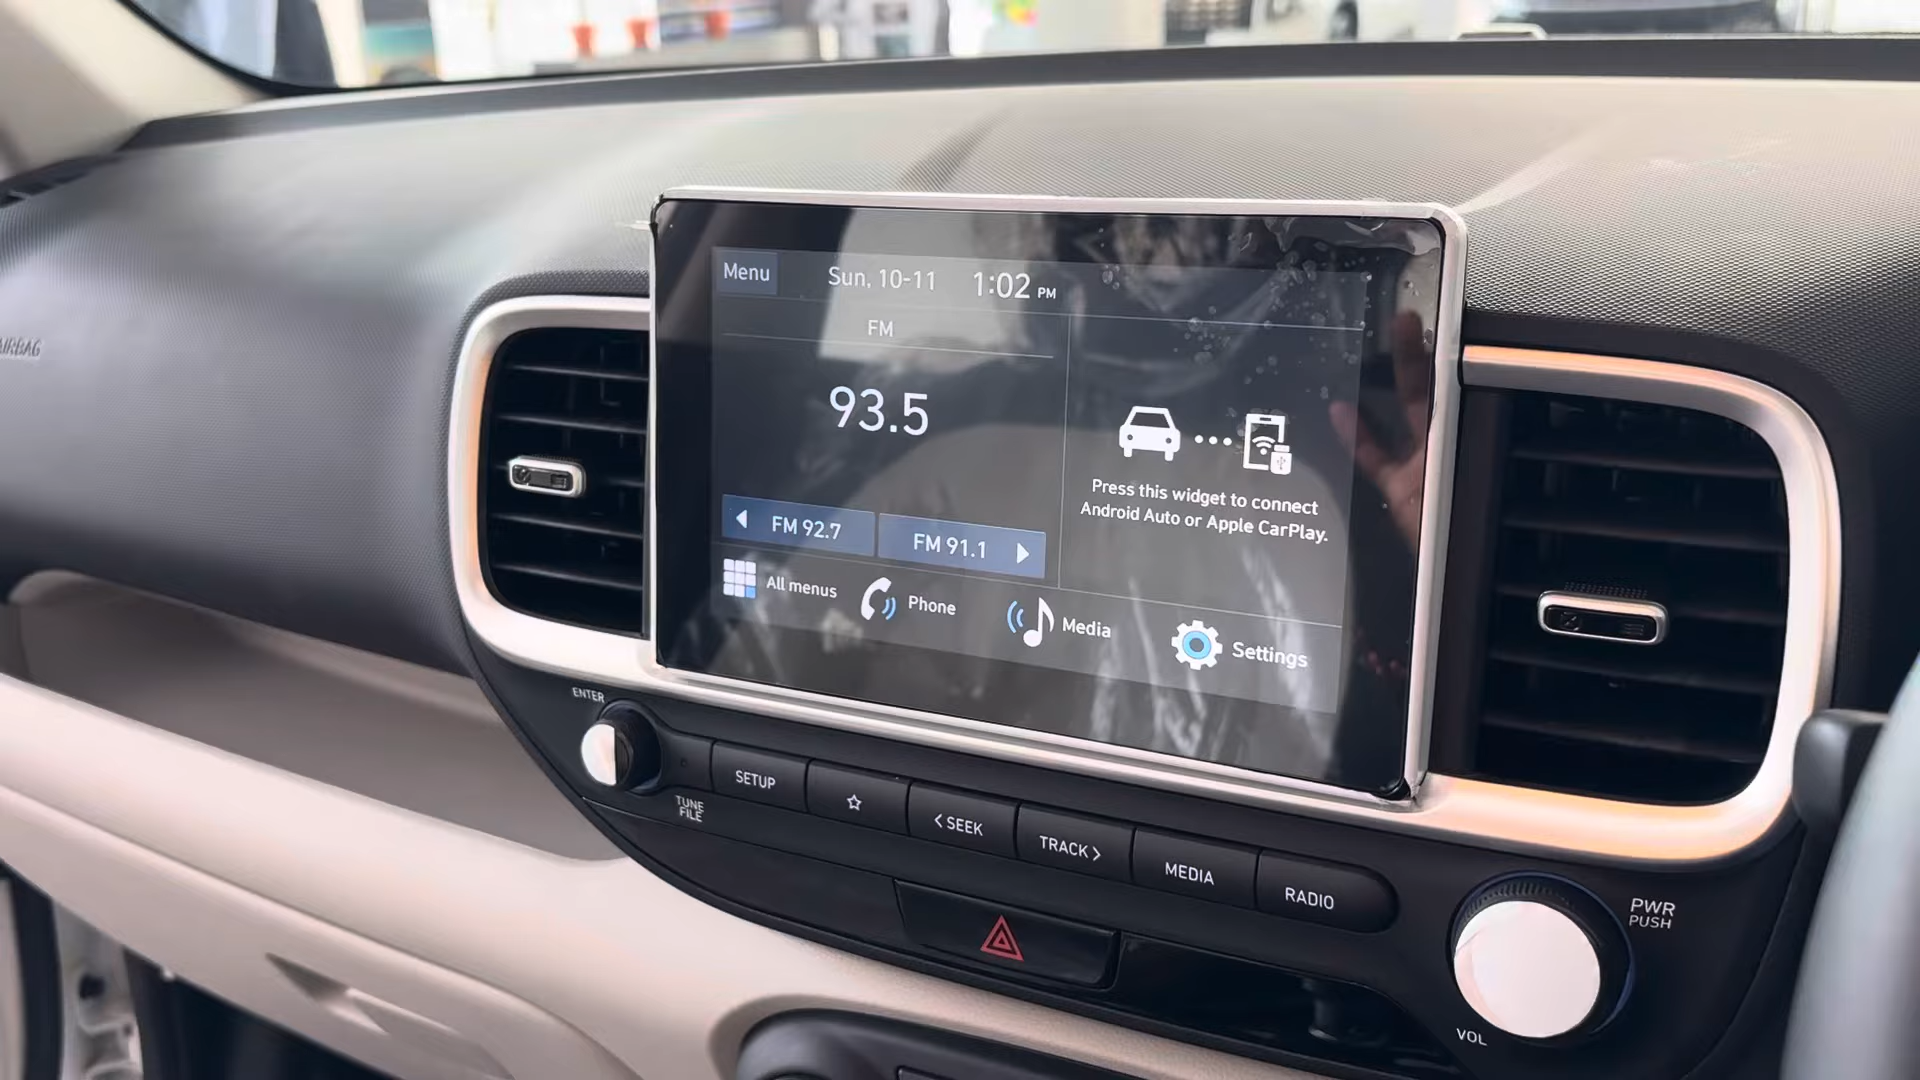 AIRBAG
Menu
Sun, 10-11
1:02 PM
FM
93.5
FM 92.7
FM 91.1
Press this widget to connect
Android Auto or Apple CarPlay.
All menus
Phone
Media
Settings
ENTER
TUNE
FILE
SETUP
SEEK
TRACK
MEDIA
RADIO
PWR
PUSH
VOL